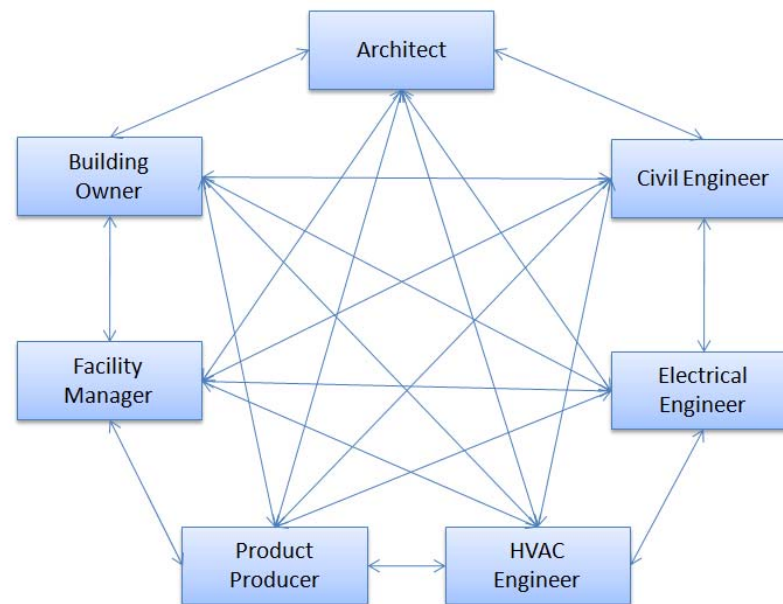 Architect
Building
Owner
Civil Engineer
Facility
Manager
Electrical
Engineer
Product
Producer
HVAC
Engineer